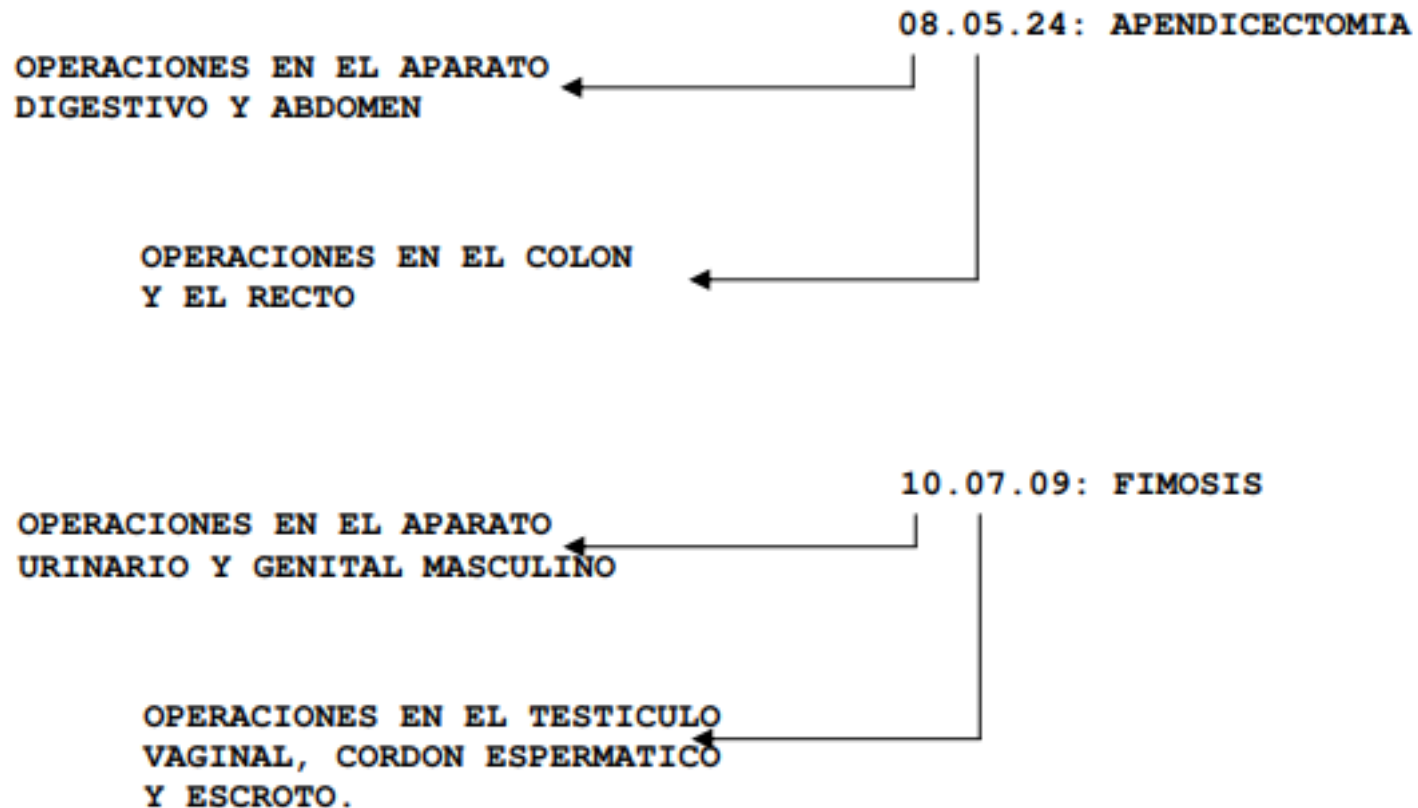 08.05.24: APENDICECTOMIA
OPERACIONES EN EL APARATO
DIGESTIVO Y ABDOMEN
OPERACIONES EN EL COLON
Y EL RECTO
10.07.09: FIMOSIS
OPERACIONES EN EL APARATO
URINARIO Y GENITAL MASCULINO
OPERACIONES EN EL TESTICULO
VAGINAL, CORDON ESPERMATICO
Y ESCROTO.